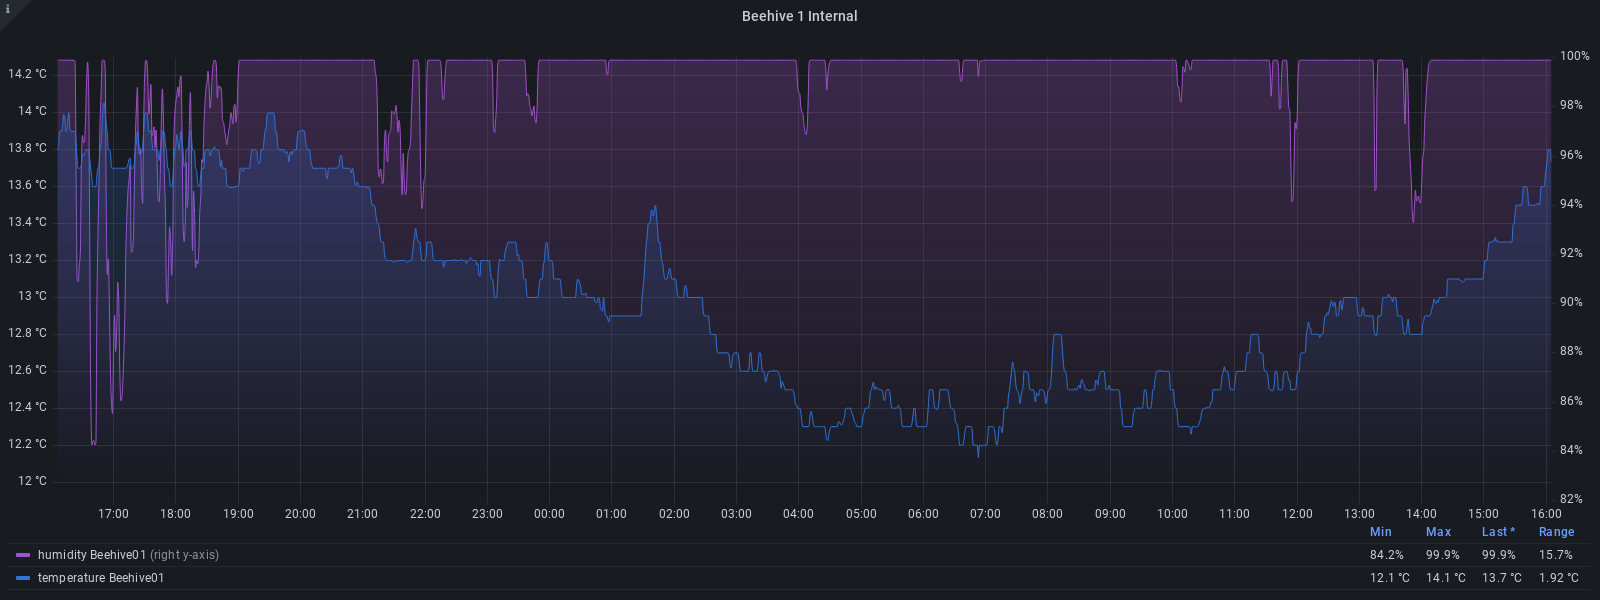 i
Beehive 1 Internal
14.2 °C
14 °C
13.8 °C
13.6 °C
13.4 °C
13.2 °C
13 °C
12.8 °C
12.6 °C
12.4 °C
12.2 °C
12 °C
100%
98%
96%
94%
92%
90%
88%
86%
84%
82%
17:00 18:00 19:00 20:00 21:00 22:00 23:00 00:00 01:00 02:00 03:00 04:00 05:00 06:00 07:00 08:00 09:00 10:00 11:00 12:00 13:00 14:00 15:00 16:00
Min Max Last * Range
humidity Beehive01 (right y-axis) 84.2% 99.9% 99.9% 15.7%
temperature Beehive01 12.1 °C 14.1 °C 13.7 °C 1.92 °C